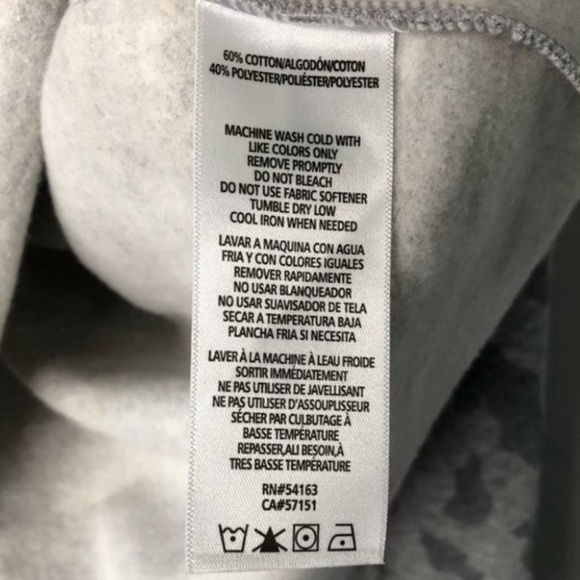 60% COTTON/ALGODÓN/COTON
40% POLYESTER/POLIÉSTER/POLYESTER
MACHINE WASH COLD WITH
LIKE COLORS ONLY
REMOVE PROMPTLY
DO NOT BLEACH
DO NOT USE FABRIC SOFTENER
TUMBLE DRY LOW
COOL IRON WHEN NEEDED
LAVAR A MAQUINA CON AGUA
FRIA Y CON COLORES IGUALES
REMOVER RAPIDAMENTE
NO USAR BLANQUEADOR
NO USAR SUAVISADOR DE TELA
SECAR A TEMPERATURA BAJA
PLANCHA FRIA SI NECESITA
LAVER À LA MACHINE À LEAU FROIDE
SORTIR IMMÉDIATEMENT
NE PAS UTILISER DE JAVELLISANT
NE PAS UTILISER D'ASSOUPLISEUR
SÉCHER PAR CULBUTAGE À
BASSE TEMPÉRATURE
REPASSER,ALI BESOIN,À
TRES BASSE TEMPÉRATURE
RN#54163
CA#57151